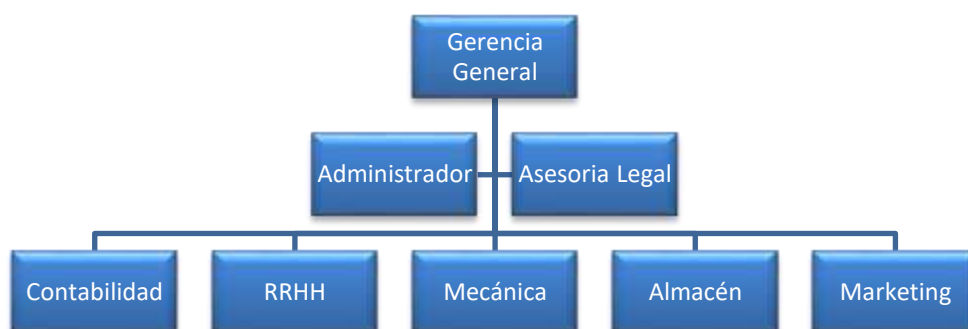 Gerencia
General
Administrador
Asesoria Legal
Contabilidad
RRHH
Mecánica
Almacén
Marketing